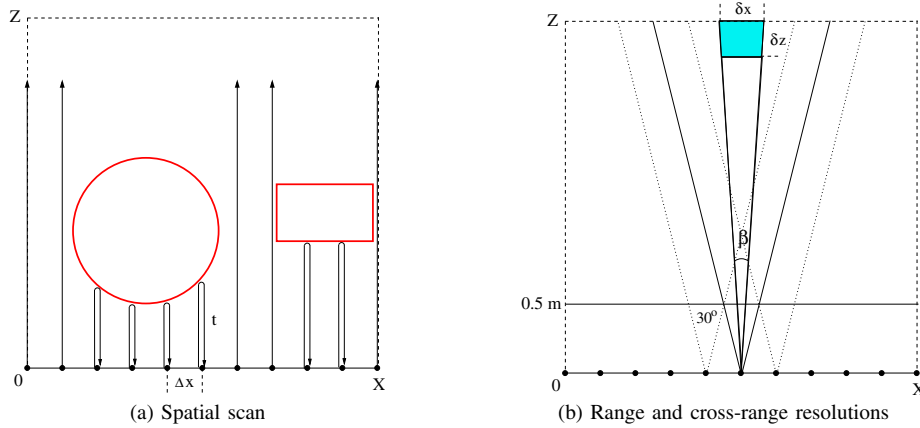 Z
t
0
Δx
X
(a) Spatial scan
δx
Z
δz
β
0.5 m
30°
0
X
(b) Range and cross-range resolutions